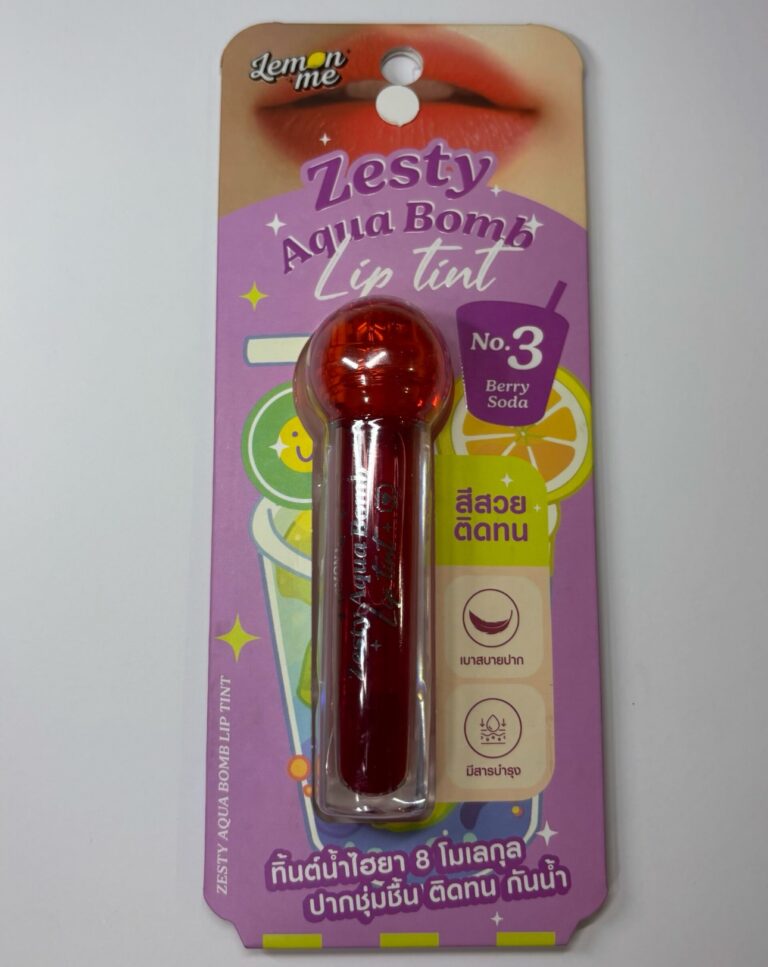 Lemon
me
Zesty
Aqua Bomb
Lip tint
No.3
Berry
Soda
สีสวย
ติดทน
เบาสบายปาก
มีสารบำรุง
Zesty Aqua Bomb
Lip tint
ZESTY AQUA BOMB LIP TINT
ทิ้นต์น้ำไฮยา 8 โมเลกุล
ปากชุ่มชื้น ติดทน กันน้ำ